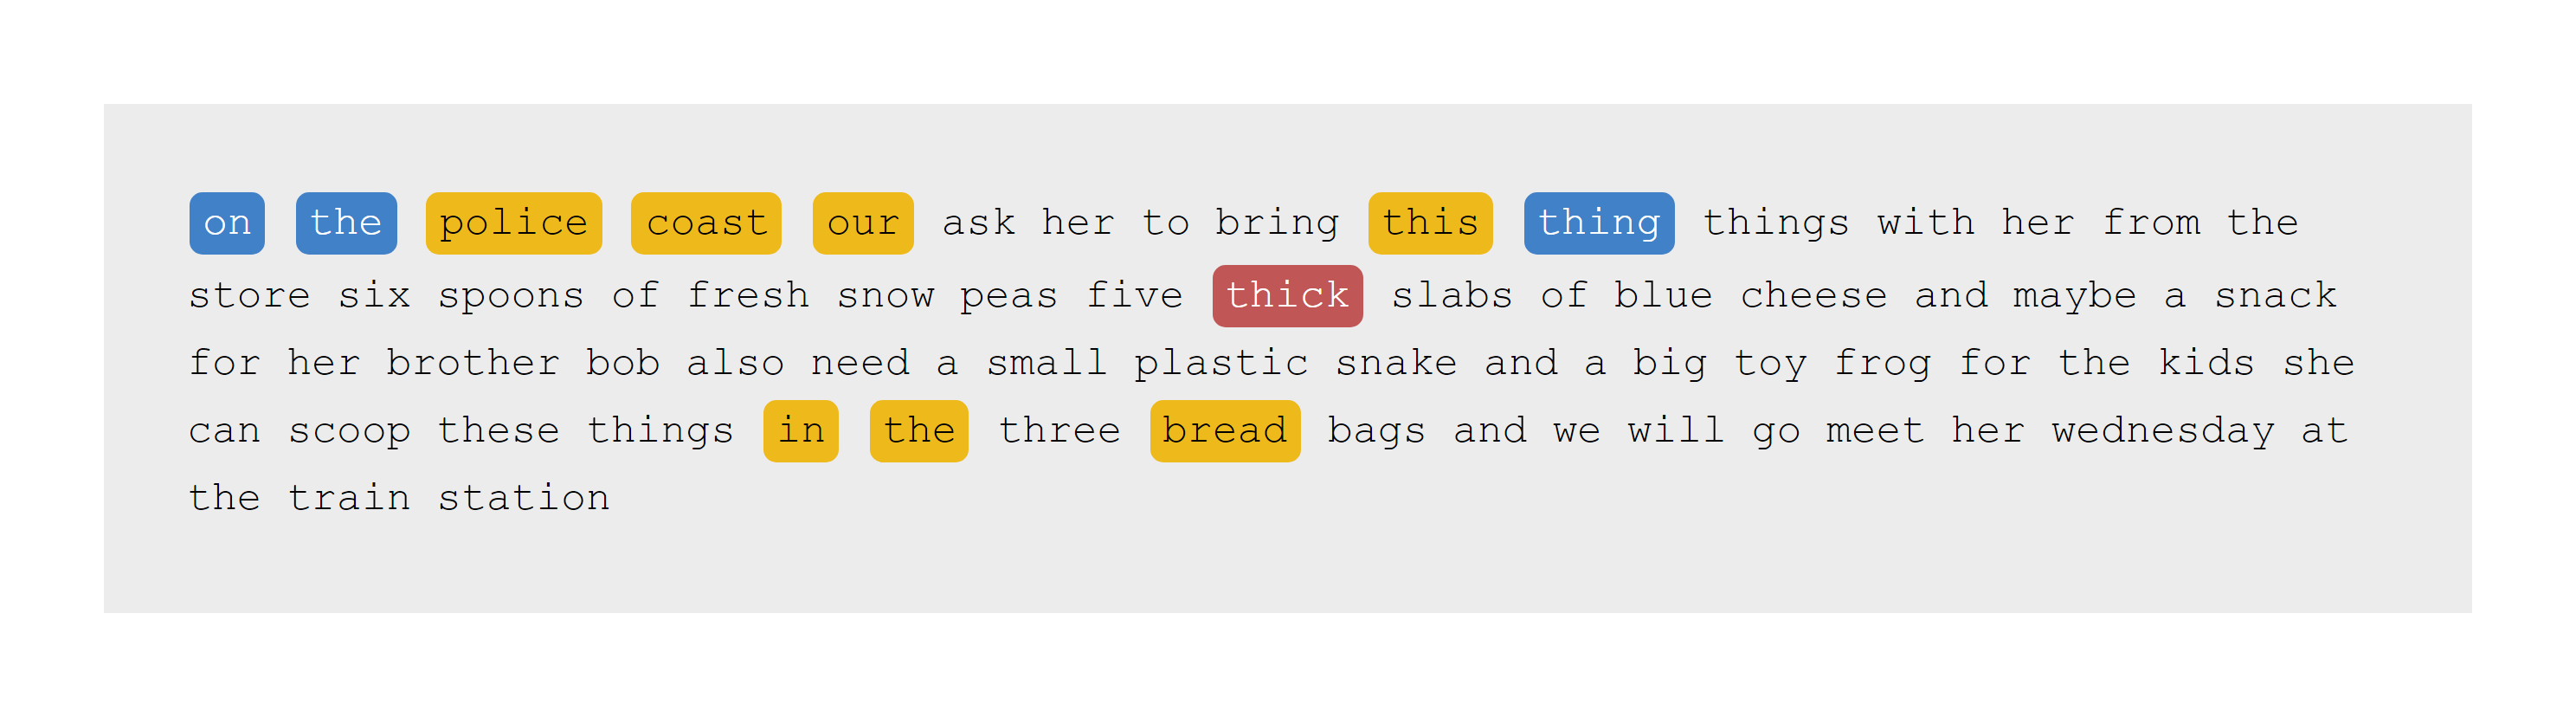 on the police coast our ask her to bring this thing things with her from the
store six spoons of fresh snow peas five thick slabs of blue cheese and maybe a snack
for her brother bob also need a small plastic snake and a big toy frog for the kids she
can scoop these things in the three bread bags and we will go meet her wednesday at
the train station